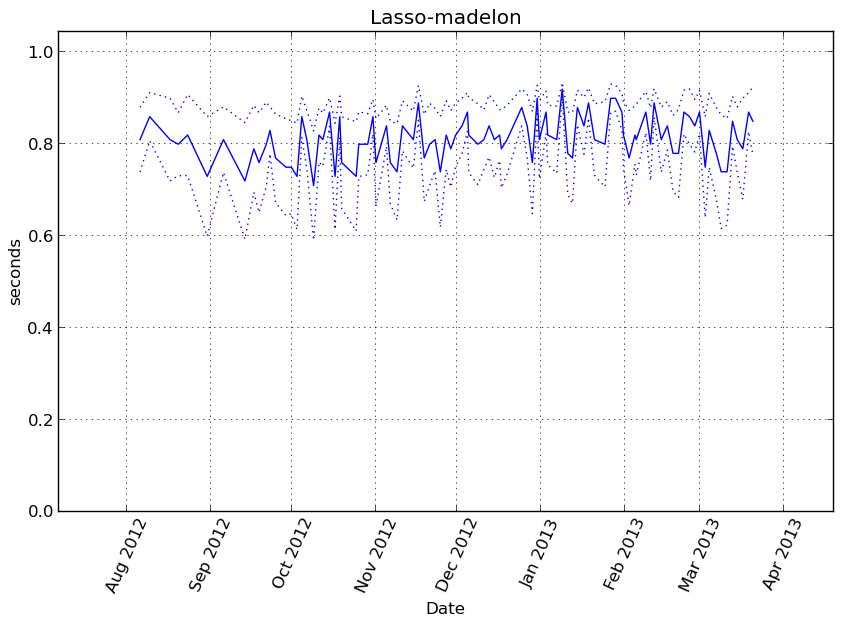 Lasso-madelon
1.0
0.8
0.6
0.4
0.2
0.0
seconds
Aug 2012
Sep 2012
Oct 2012
Nov 2012
Dec 2012
Jan 2013
Feb 2013
Mar 2013
Apr 2013
Date